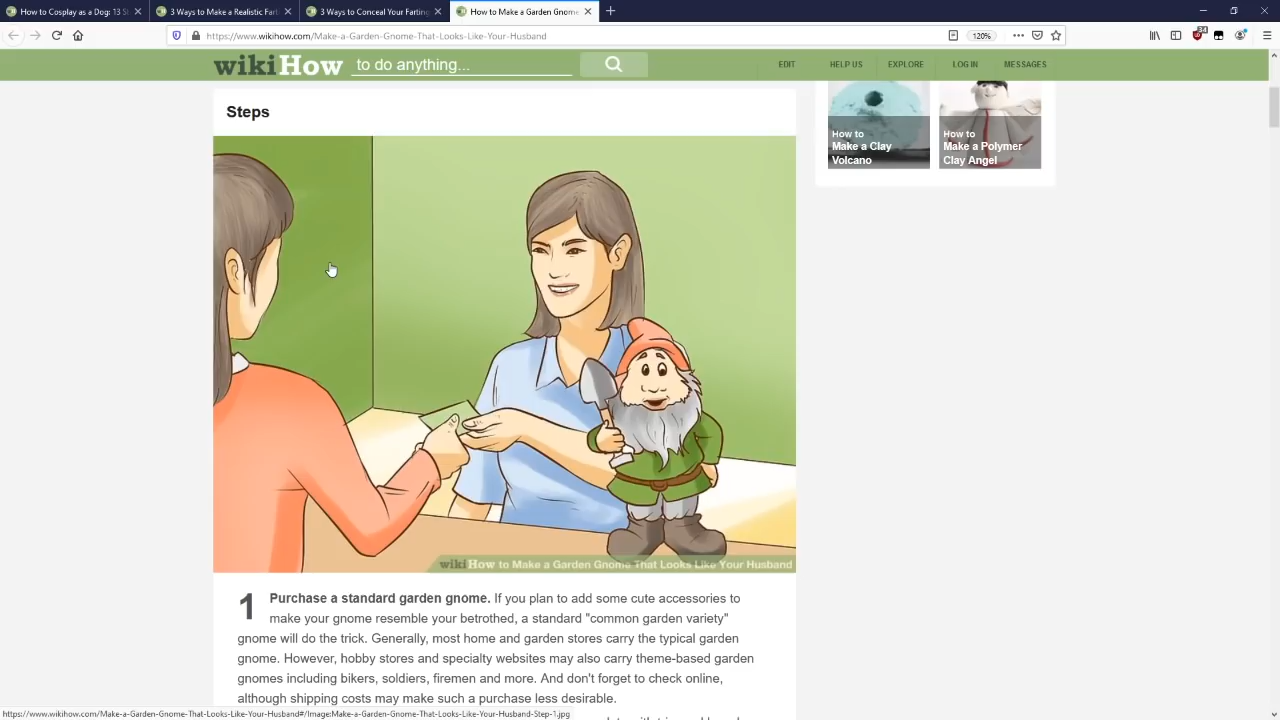 How to Cosplay as a Dog: 13 S
3 Ways to Make a Realistic Fart
3 Ways to Conceal Your Farting
How to Make a Garden Gnome
https://www.wikihow.com/Make-a-Garden-Gnome-That-Looks-Like-Your-Husband
120%
wikiHow to do anything...
EDIT
HELP US
EXPLORE
LOG IN
MESSAGES
Steps
How to
Make a Clay
Volcano
How to
Make a Polymer
Clay Angel
wikiHow to Make a Garden Gnome That Looks Like Your Husband
1 Purchase a standard garden gnome. If you plan to add some cute accessories to
make your gnome resemble your betrothed, a standard "common garden variety"
gnome will do the trick. Generally, most home and garden stores carry the typical garden
gnome. However, hobby stores and specialty websites may also carry theme-based garden
gnomes including bikers, soldiers, firemen and more. And don't forget to check online,
although shipping costs may make such a purchase less desirable.
https://www.wikihow.com/Make-a-Garden-Gnome-That-Looks-Like-Your-Husband#/Image:Make-a-Garden-Gnome-That-Looks-Like-Your-Husband-Step-1.jpg